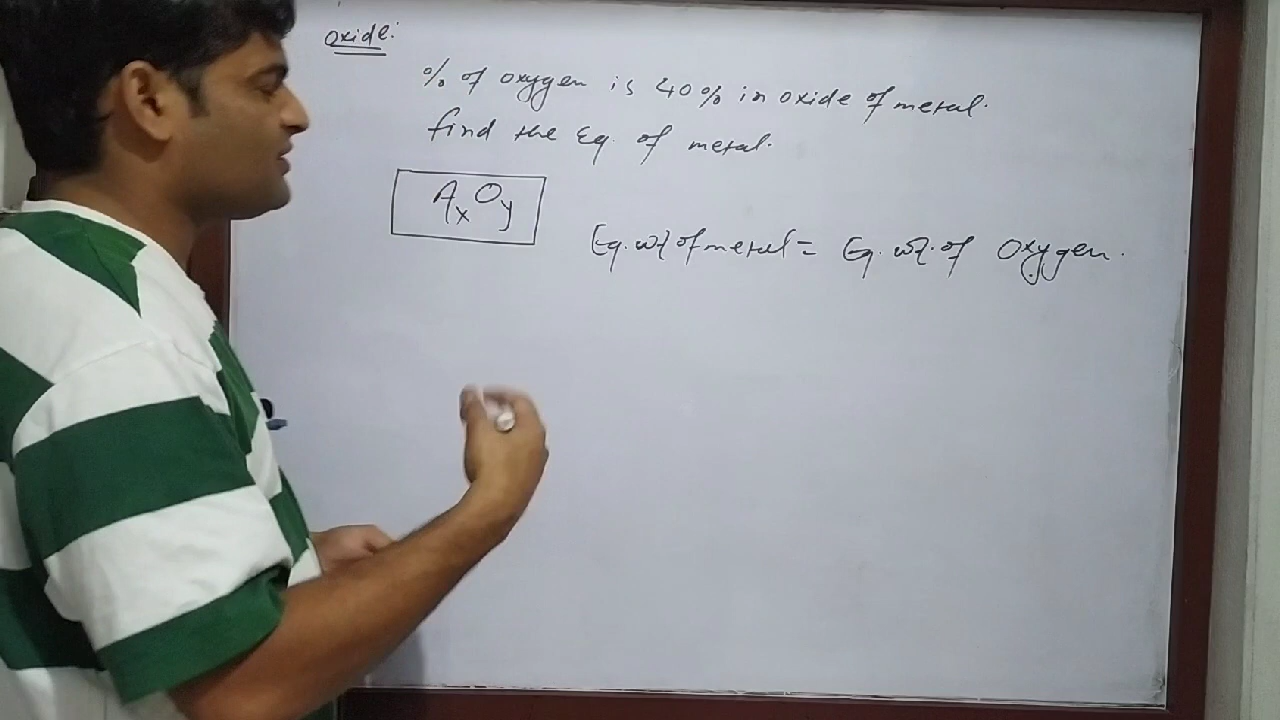 oxide:
% of oxygen is 40% in oxide of metal.
find the Eq of metal.
AxOy
Eq. wt of metal = Eq. wt. of oxygen.